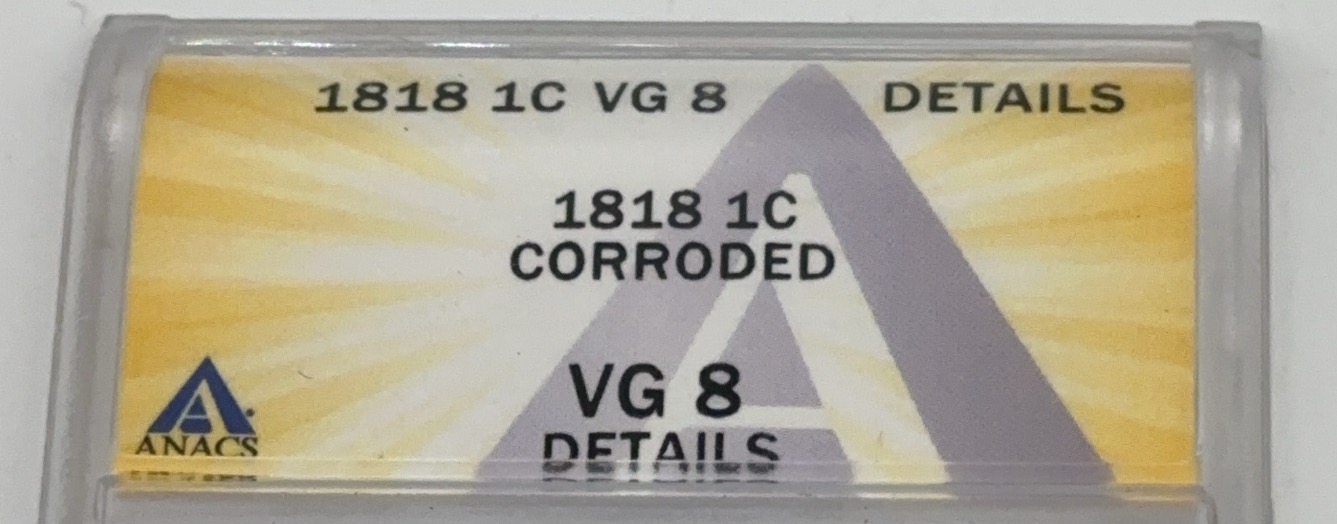 1818 1C VG 8 DETAILS
1818 1C
CORRODED
VG 8
DETAILS
ANACS